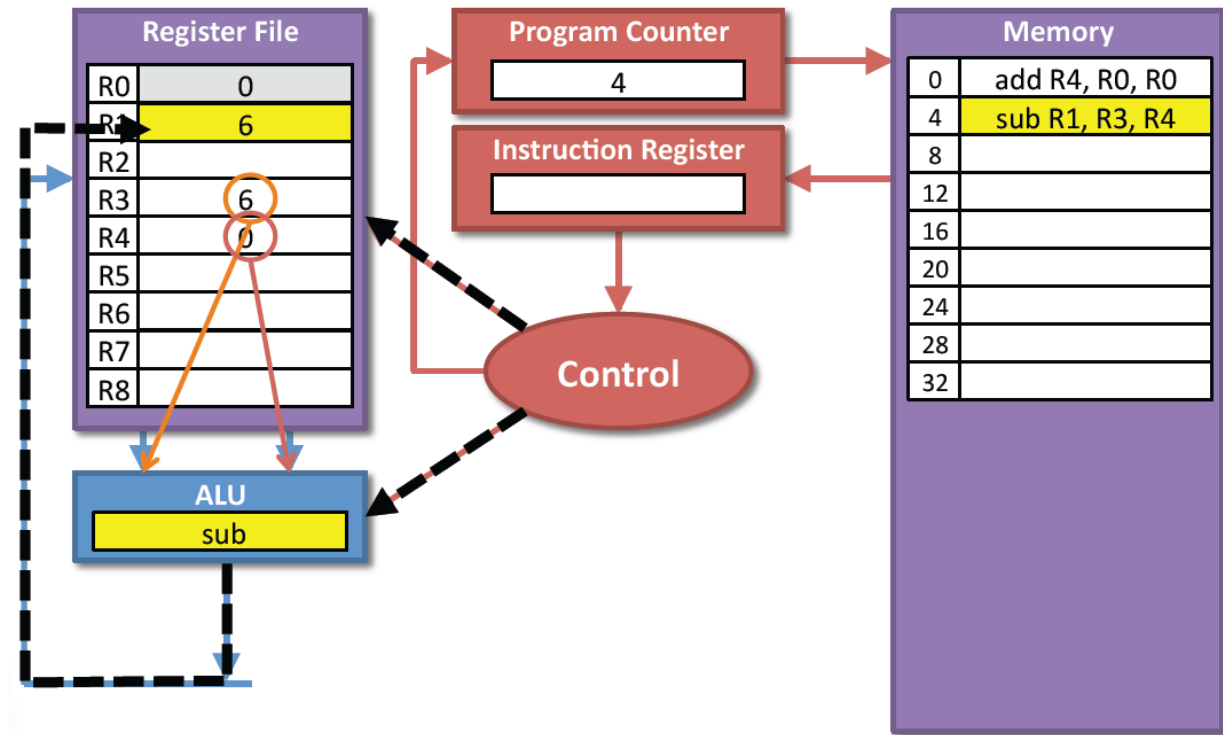 Register File
R0 0
R1 6
R2
R3 6
R4 0
R5
R6
R7
R8
ALU
sub
Program Counter
4
Instruction Register
Control
Memory
0 add R4, R0, R0
4 sub R1, R3, R4
8
12
16
20
24
28
32